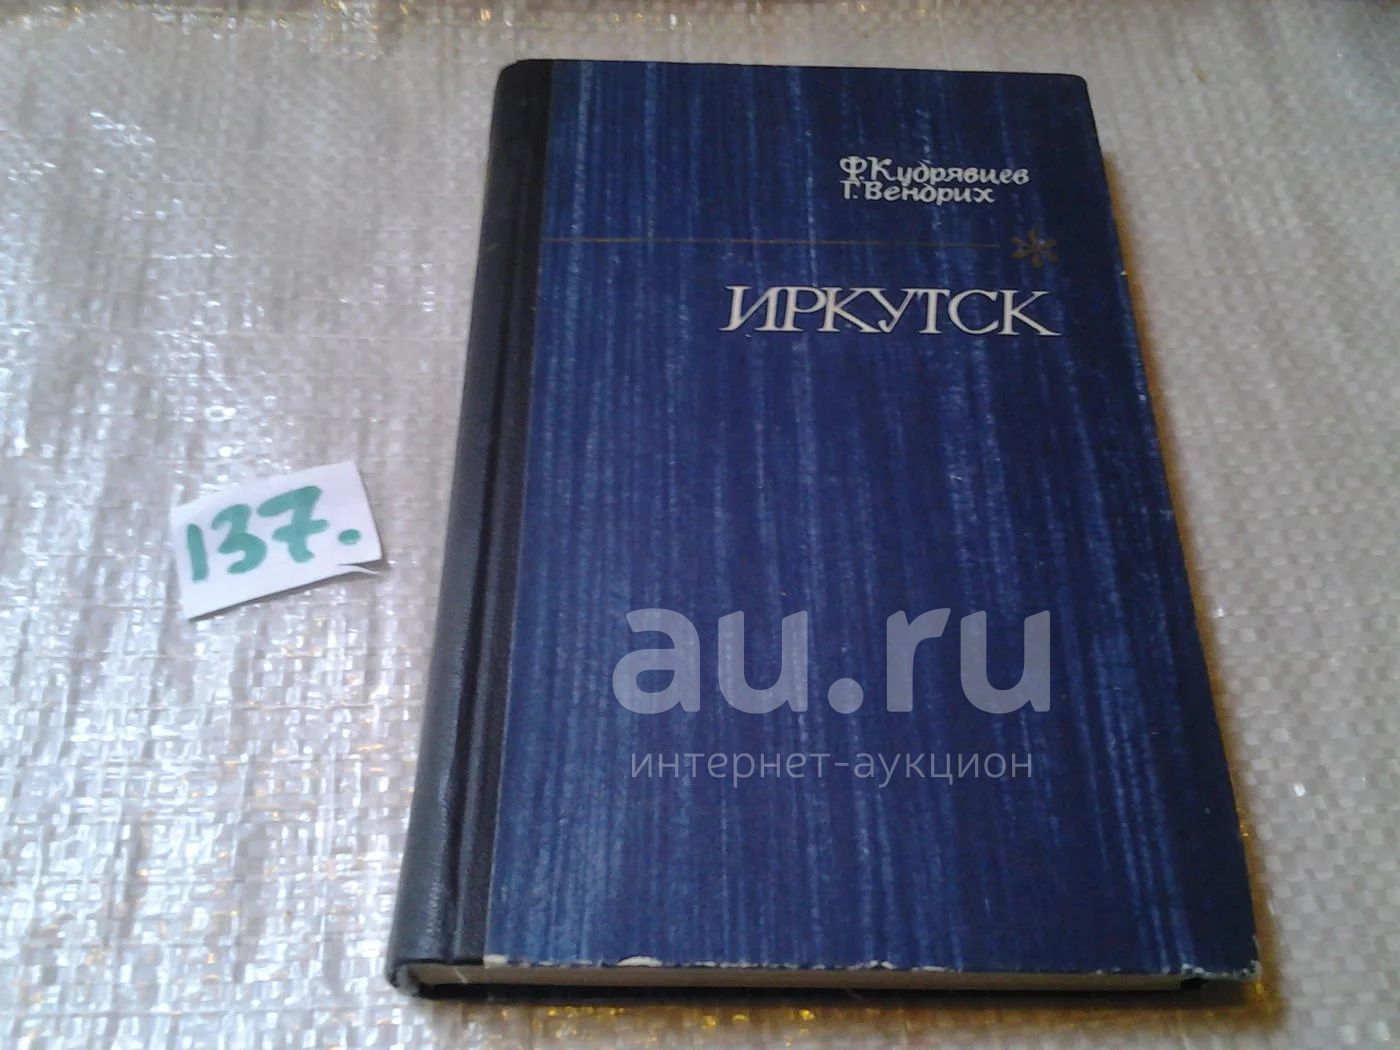 Ф. Кудрявцев
Г. Вендрих
ИРКУТСК
137.
au.ru
интернет-аукцион